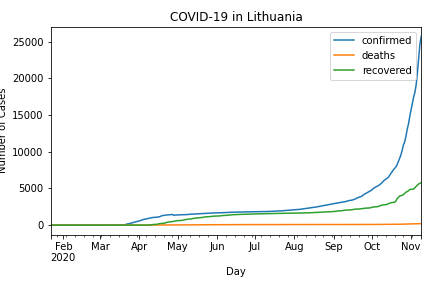 COVID-19 in Lithuania
25000
20000
15000
10000
5000
0
Number of Cases
confirmed
deaths
recovered
Feb Mar Apr May Jun Jul Aug Sep Oct Nov
2020
Day